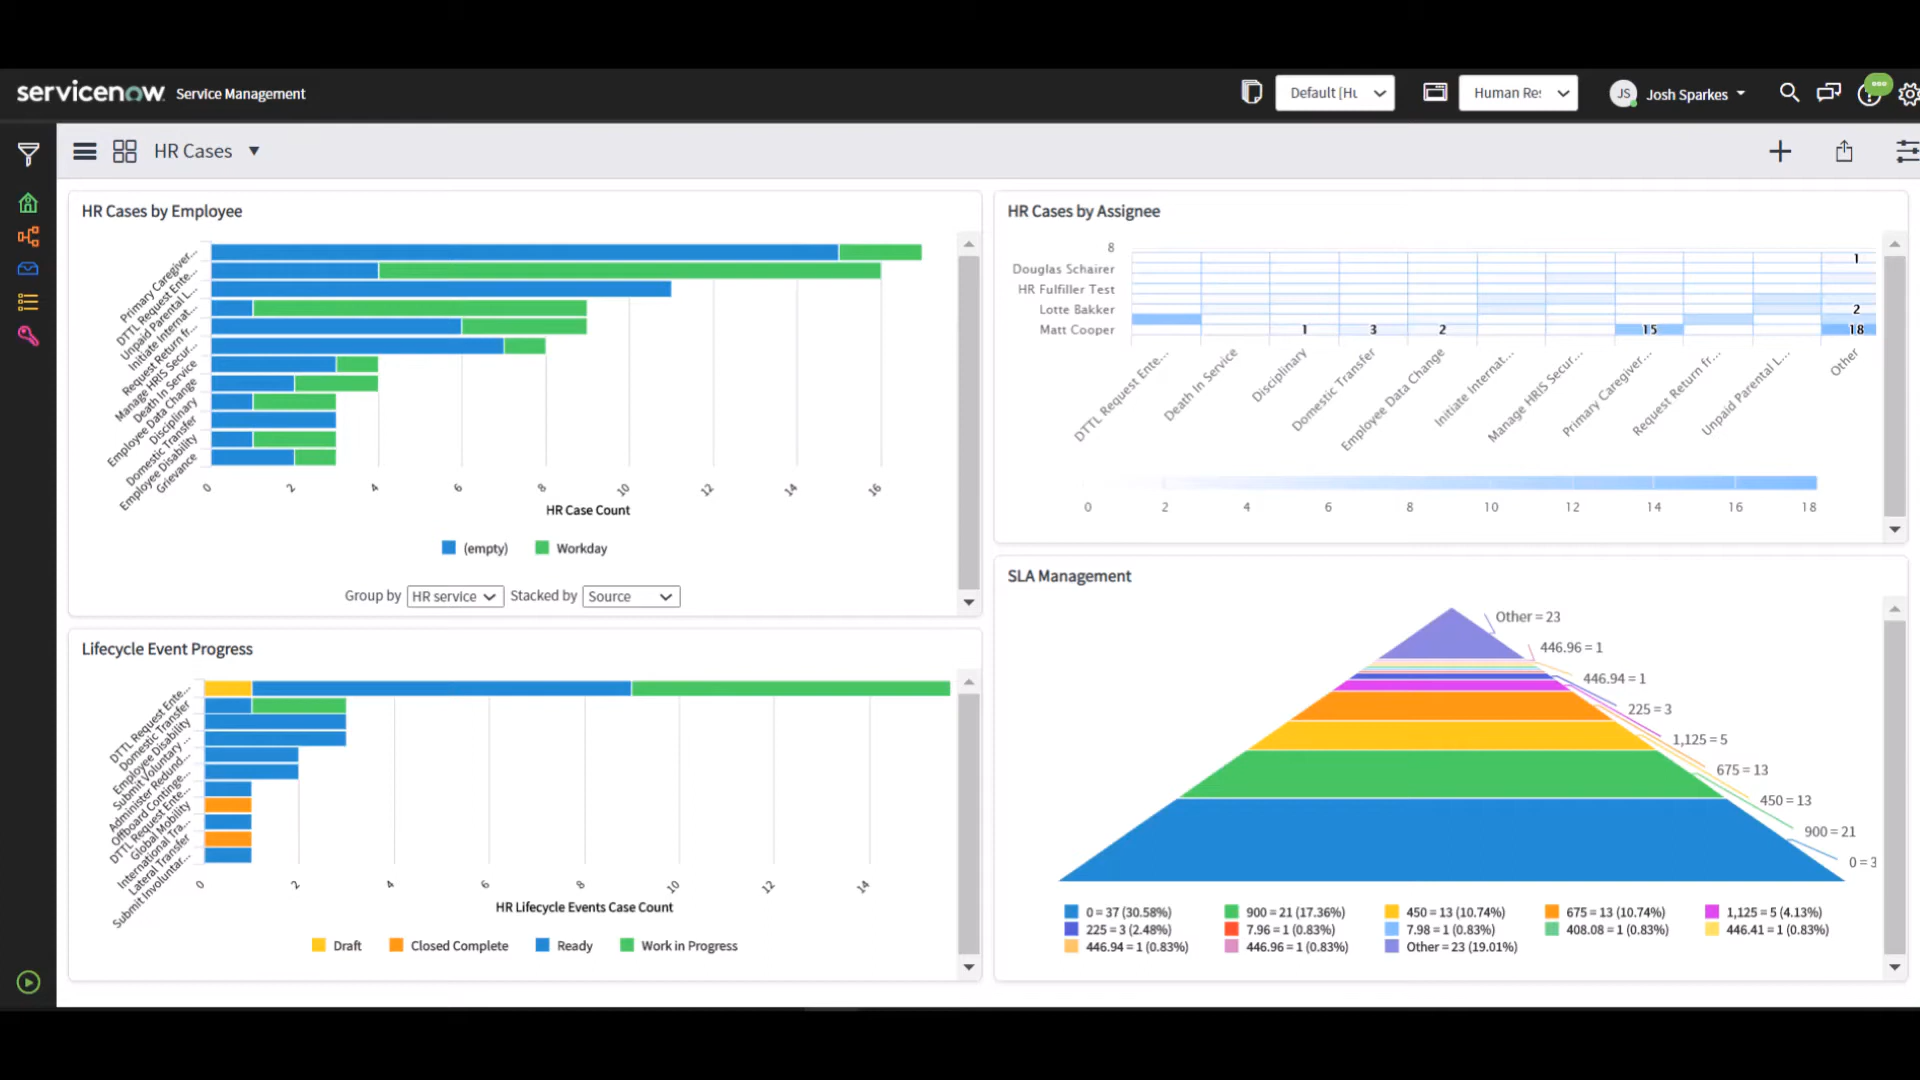 servicenow Service Management
Default [Hu
Human Res
JS Josh Sparkes
HR Cases
HR Cases by Employee
Primary Caregiver...
DTTL Request Ente...
Unpaid Parental L...
Initiate Internat...
Request Return fr...
Manage HRIS Secur...
Death In Service
Employee Data Change
Disciplinary
Domestic Transfer
Employee Disability
Grievance
0 2 4 6 8 10 12 14 16
HR Case Count
(empty) Workday
Group by HR service Stacked by Source
HR Cases by Assignee
8
1
Douglas Schairer
HR Fulfiller Test
Lotte Bakker 2
Matt Cooper 1 3 2 15 18
DTTL Request Ente...
Death In Service
Disciplinary
Domestic Transfer
Employee Data Change
Initiate Internat...
Manage HRIS Secur...
Primary Caregiver...
Request Return fr...
Unpaid Parental L...
Other
0 2 4 6 8 10 12 14 16 18
Lifecycle Event Progress
DTTL Request Ente...
Domestic Transfer
Employee Disability
Submit Voluntary ...
Administer Redund...
Offboard Continge...
DTTL Request Ente...
Global Mobility
International Tra...
Lateral Transfer
Submit Involuntar...
0 2 4 6 8 10 12 14
HR Lifecycle Events Case Count
Draft Closed Complete Ready Work in Progress
SLA Management
Other = 23
446.96 = 1
446.94 = 1
225 = 3
1,125 = 5
675 = 13
450 = 13
900 = 21
0 = 3
0 = 37 (30.58%) 900 = 21 (17.36%) 450 = 13 (10.74%) 675 = 13 (10.74%) 1,125 = 5 (4.13%)
225 = 3 (2.48%) 7.96 = 1 (0.83%) 7.98 = 1 (0.83%) 408.08 = 1 (0.83%) 446.41 = 1 (0.83%)
446.94 = 1 (0.83%) 446.96 = 1 (0.83%) Other = 23 (19.01%)